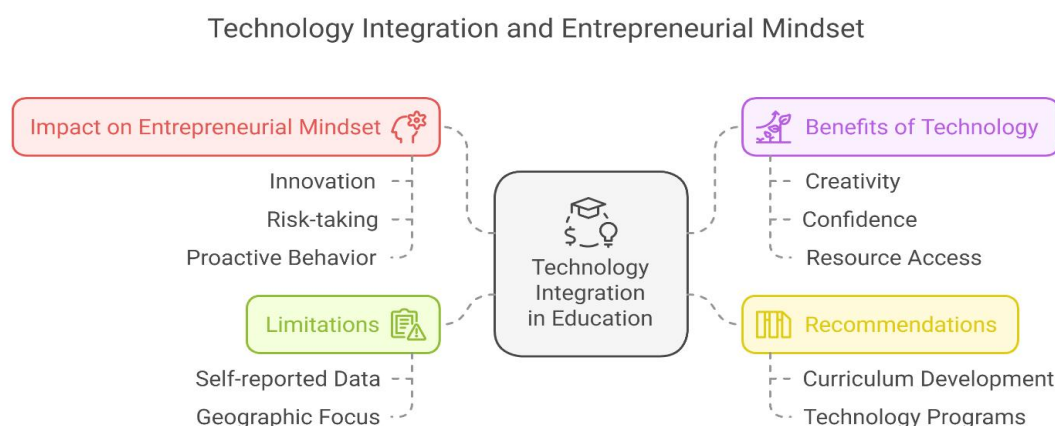 Technology Integration and Entrepreneurial Mindset
Impact on Entrepreneurial Mindset
Innovation
Risk-taking
Proactive Behavior
Limitations
Self-reported Data
Geographic Focus
$
Technology
Integration
in Education
Benefits of Technology
Creativity
Confidence
Resource Access
Recommendations
Curriculum Development
Technology Programs